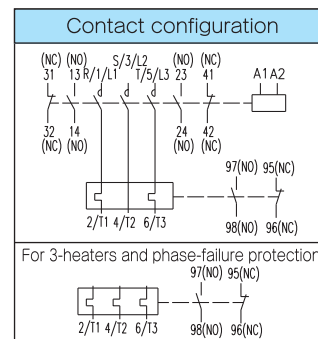 Contact configuration
(NC) (NO) S/3/L2 (NO) (NC)
31 13 R/1/L1 T/5/L3 23 41 A1 A2
32 14 24 42
(NC) (NO) (NO) (NC)
97(NO) 95(NC)
2/T1 4/T2 6/T3 98(NO) 96(NC)
For 3-heaters and phase-failure protection
97(NO) 95(NC)
2/T1 4/T2 6/T3 98(NO) 96(NC)